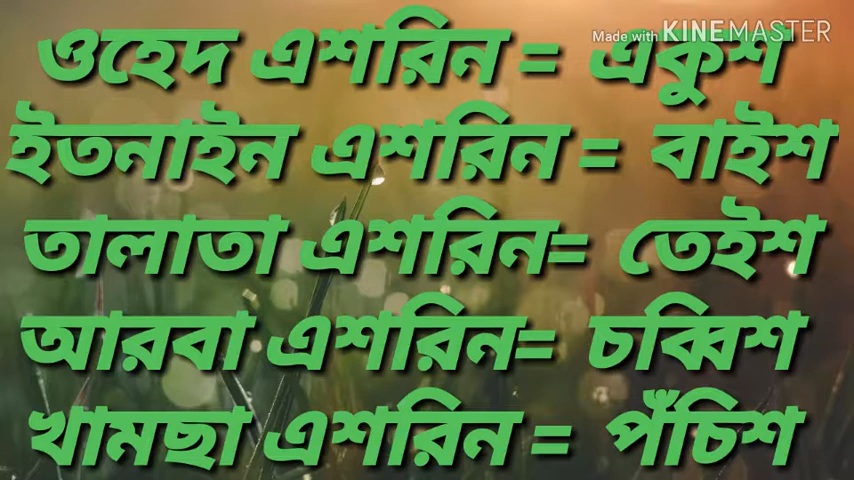 Made with KINEMASTER
ওহেদ এশরিন = একুশ
ইতনাইন এশরিন = বাইশ
তালাতা এশরিন= তেইশ
আরবা এশরিন= চব্বিশ
খামছা এশরিন = পঁচিশ